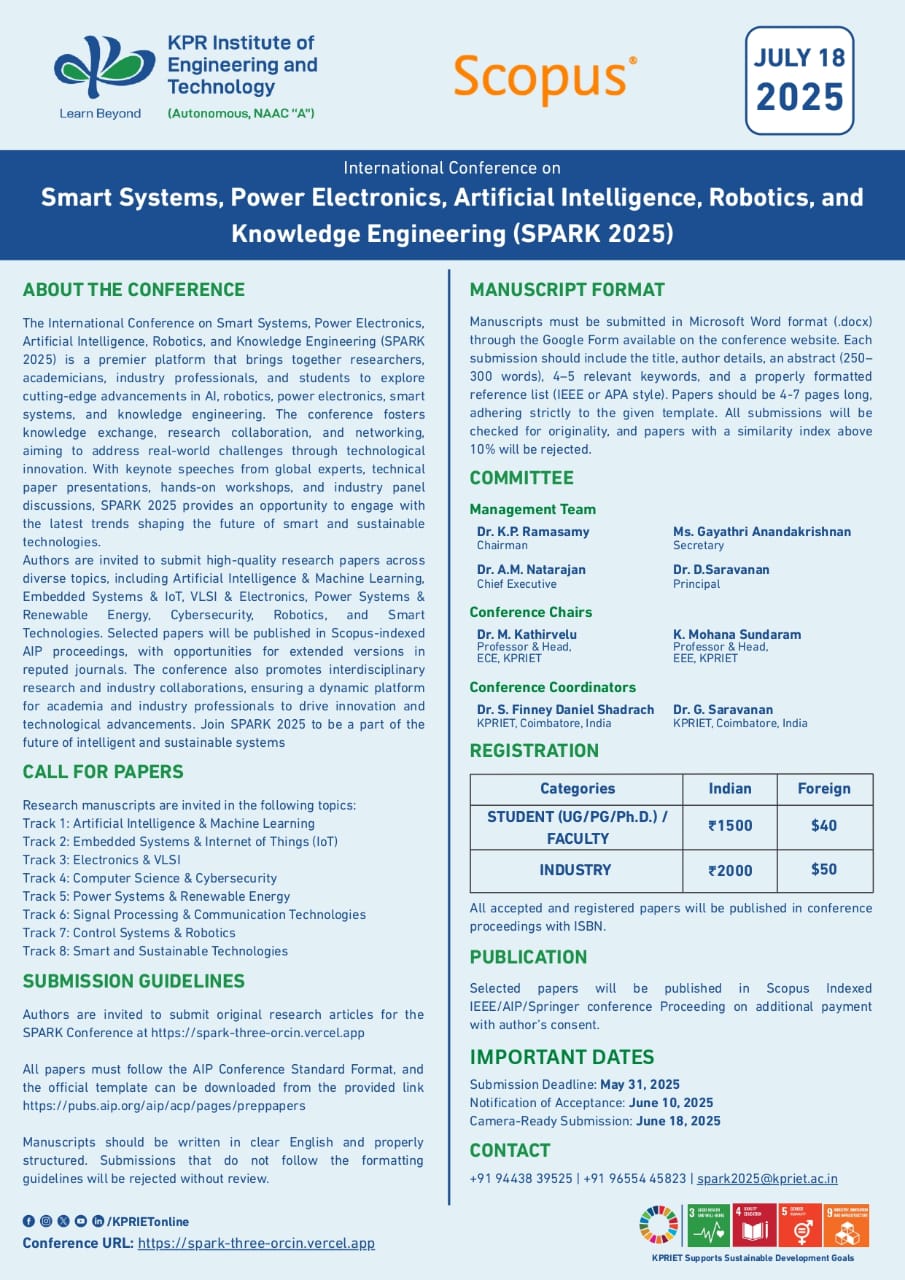 KPR Institute of
Engineering and
Technology
Learn Beyond
(Autonomous, NAAC "A")
Scopus®
JULY 18
2025
International Conference on
Smart Systems, Power Electronics, Artificial Intelligence, Robotics, and
Knowledge Engineering (SPARK 2025)
ABOUT THE CONFERENCE
The International Conference on Smart Systems, Power Electronics,
Artificial Intelligence, Robotics, and Knowledge Engineering (SPARK
2025) is a premier platform that brings together researchers,
academicians, industry professionals, and students to explore
cutting-edge advancements in AI, robotics, power electronics, smart
systems, and knowledge engineering. The conference fosters
knowledge exchange, research collaboration, and networking,
aiming to address real-world challenges through technological
innovation. With keynote speeches from global experts, technical
paper presentations, hands-on workshops, and industry panel
discussions, SPARK 2025 provides an opportunity to engage with
the latest trends shaping the future of smart and sustainable
technologies.
Authors are invited to submit high-quality research papers across
diverse topics, including Artificial Intelligence & Machine Learning,
Embedded Systems & IoT, VLSI & Electronics, Power Systems &
Renewable Energy, Cybersecurity, Robotics, and Smart
Technologies. Selected papers will be published in Scopus-indexed
AIP proceedings, with opportunities for extended versions in
reputed journals. The conference also promotes interdisciplinary
research and industry collaborations, ensuring a dynamic platform
for academia and industry professionals to drive innovation and
technological advancements. Join SPARK 2025 to be a part of the
future of intelligent and sustainable systems
CALL FOR PAPERS
Research manuscripts are invited in the following topics:
Track 1: Artificial Intelligence & Machine Learning
Track 2: Embedded Systems & Internet of Things (IoT)
Track 3: Electronics & VLSI
Track 4: Computer Science & Cybersecurity
Track 5: Power Systems & Renewable Energy
Track 6: Signal Processing & Communication Technologies
Track 7: Control Systems & Robotics
Track 8: Smart and Sustainable Technologies
SUBMISSION GUIDELINES
Authors are invited to submit original research articles for the
SPARK Conference at https://spark-three-orcin.vercel.app
All papers must follow the AIP Conference Standard Format, and
the official template can be downloaded from the provided link
https://pubs.aip.org/aip/acp/pages/preppapers
Manuscripts should be written in clear English and properly
structured. Submissions that do not follow the formatting
guidelines will be rejected without review.
/KPRIETonline
Conference URL: https://spark-three-orcin.vercel.app
MANUSCRIPT FORMAT
Manuscripts must be submitted in Microsoft Word format (.docx)
through the Google Form available on the conference website. Each
submission should include the title, author details, an abstract (250–
300 words), 4–5 relevant keywords, and a properly formatted
reference list (IEEE or APA style). Papers should be 4-7 pages long,
adhering strictly to the given template. All submissions will be
checked for originality, and papers with a similarity index above
10% will be rejected.
COMMITTEE
Management Team
Dr. K.P. Ramasamy
Chairman
Ms. Gayathri Anandakrishnan
Secretary
Dr. A.M. Natarajan
Chief Executive
Dr. D.Saravanan
Principal
Conference Chairs
Dr. M. Kathirvelu
Professor & Head,
ECE, KPRIET
K. Mohana Sundaram
Professor & Head,
EEE, KPRIET
Conference Coordinators
Dr. S. Finney Daniel Shadrach
KPRIET, Coimbatore, India
Dr. G. Saravanan
KPRIET, Coimbatore, India
REGISTRATION
Categories Indian Foreign
STUDENT (UG/PG/Ph.D.) /
FACULTY ₹1500 $40
INDUSTRY ₹2000 $50
All accepted and registered papers will be published in conference
proceedings with ISBN.
PUBLICATION
Selected papers will be published in Scopus Indexed
IEEE/AIP/Springer conference Proceeding on additional payment
with author's consent.
IMPORTANT DATES
Submission Deadline: May 31, 2025
Notification of Acceptance: June 10, 2025
Camera-Ready Submission: June 18, 2025
CONTACT
+91 94438 39525 | +91 96554 45823 | spark2025@kpriet.ac.in
3 GOOD HEALTH AND WELL-BEING
4 QUALITY EDUCATION
5 GENDER EQUALITY
9 INDUSTRY, INNOVATION AND INFRASTRUCTURE
KPRIET Supports Sustainable Development Goals